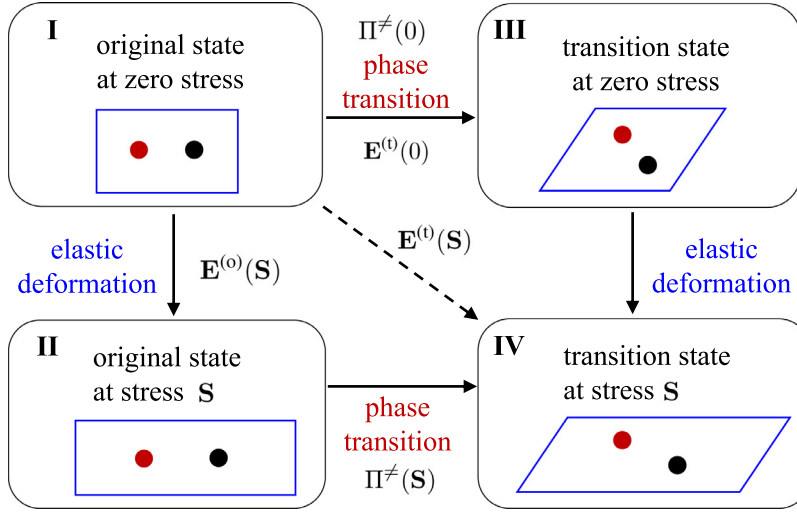 I
original state
at zero stress
Π≠(0)
phase
transition
E(t)(0)
III
transition state
at zero stress
elastic
deformation
E(o)(S)
E(t)(S)
elastic
deformation
II
original state
at stress S
phase
transition
Π≠(S)
IV
transition state
at stress S